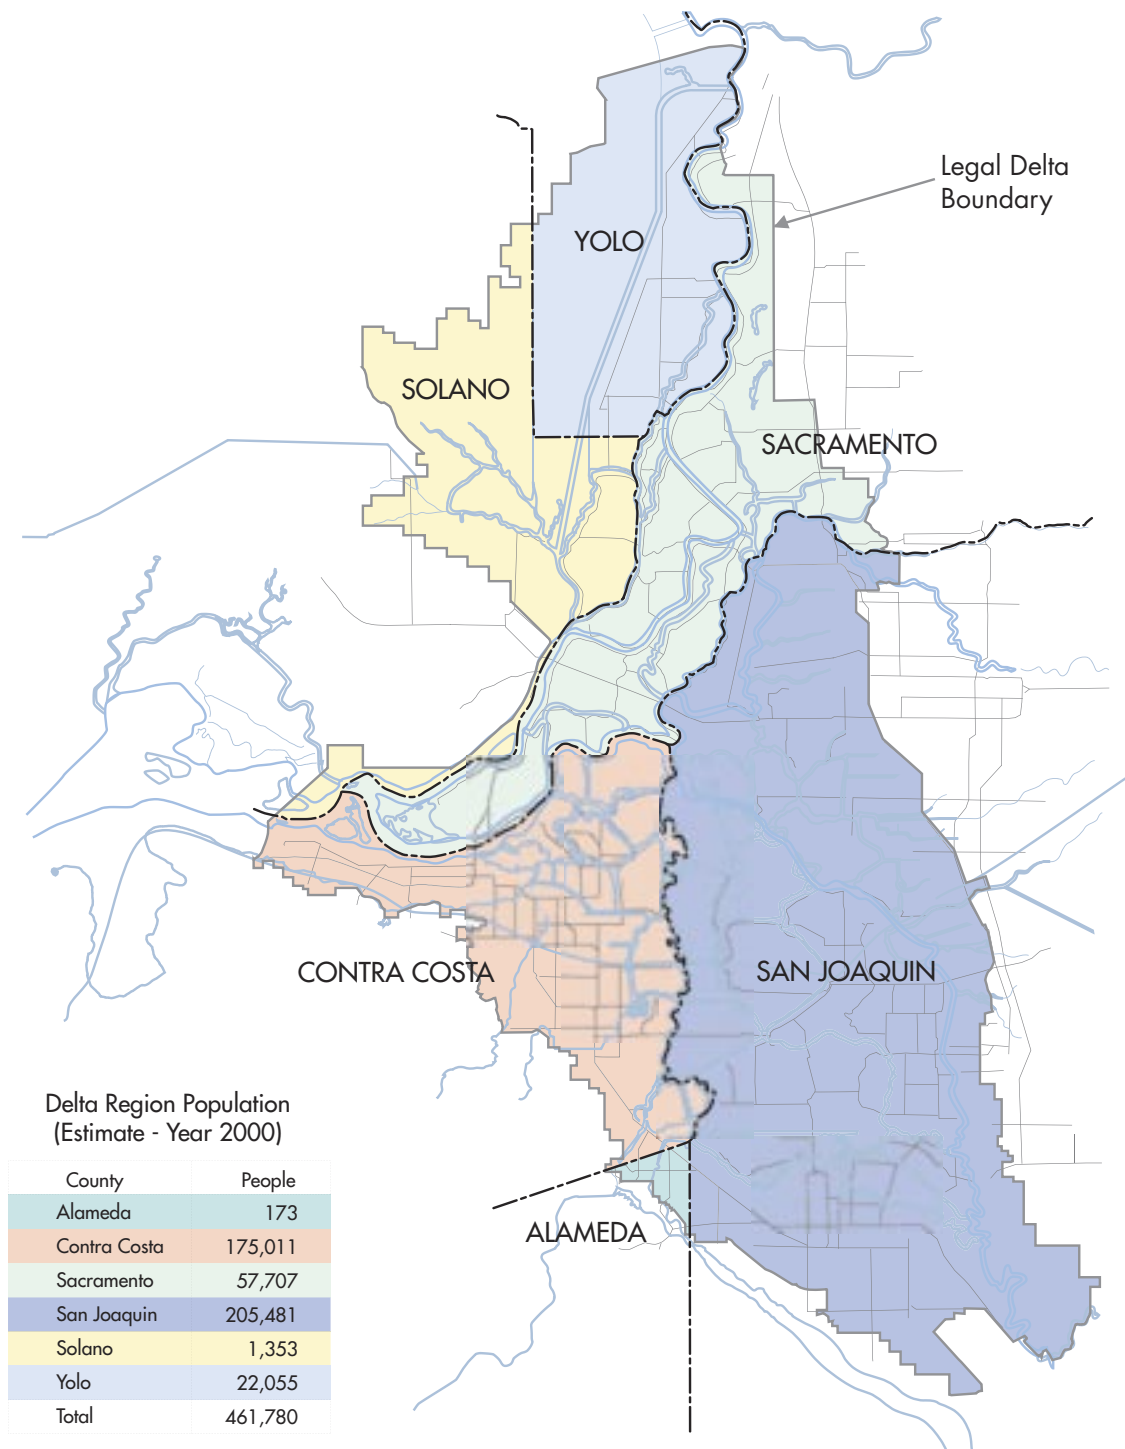 Legal Delta
Boundary
YOLO
SOLANO
SACRAMENTO
CONTRA COSTA
SAN JOAQUIN
ALAMEDA
Delta Region Population
(Estimate - Year 2000)
County People
Alameda 173
Contra Costa 175,011
Sacramento 57,707
San Joaquin 205,481
Solano 1,353
Yolo 22,055
Total 461,780